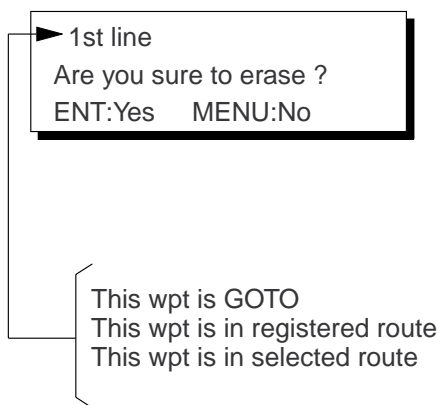 1st line
Are you sure to erase ?
ENT:Yes MENU:No
This wpt is GOTO
This wpt is in registered route
This wpt is in selected route